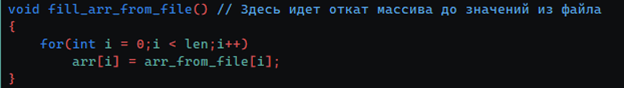 void fill_arr_from_file() // Здесь идет откат массива до значений из файла
{
    for(int i = 0;i < len;i++)
        arr[i] = arr_from_file[i];
}